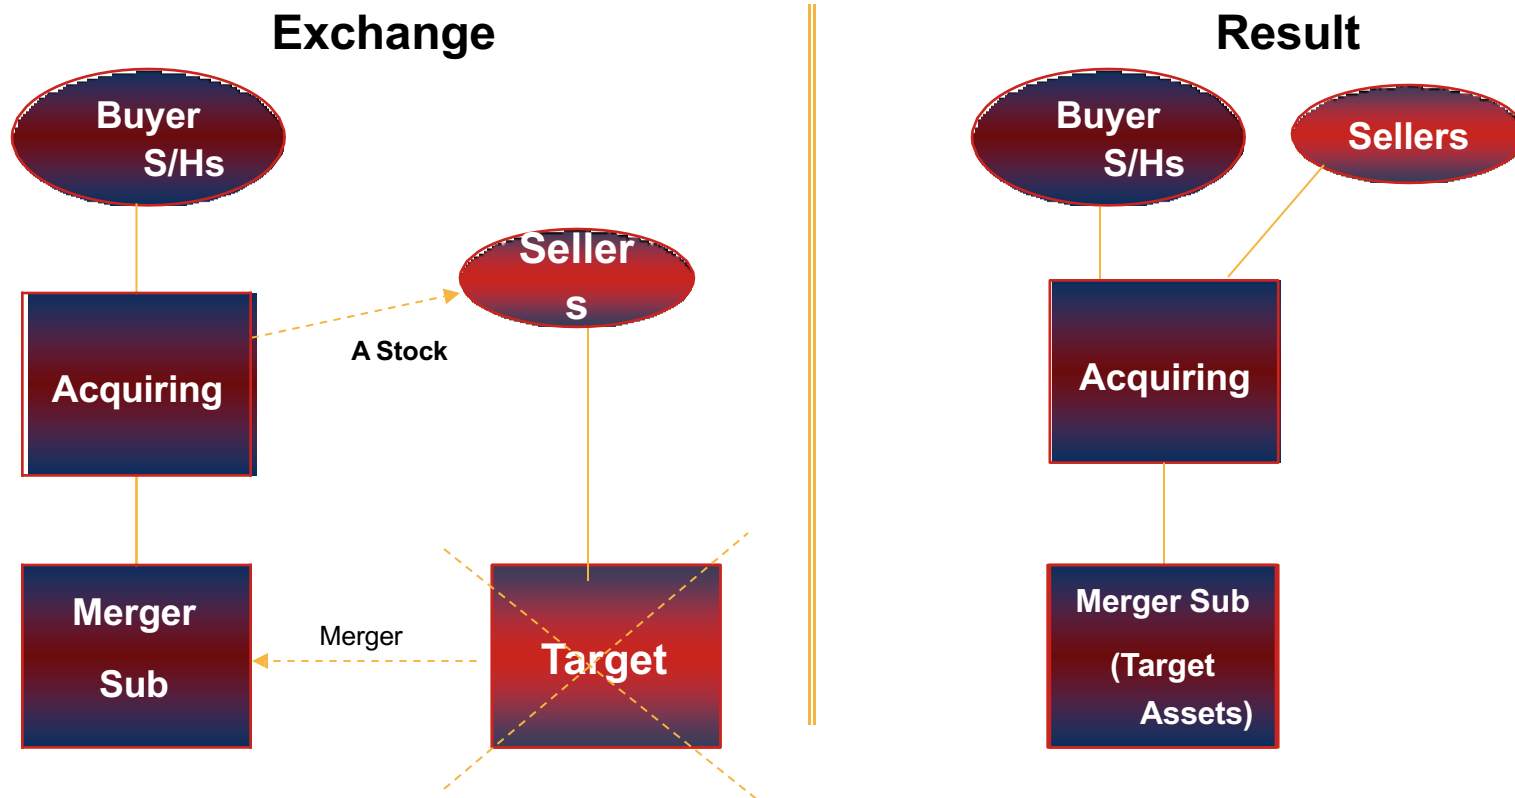 Exchange
Buyer
S/Hs
Seller
s
A Stock
Acquiring
Merger
Sub
Merger
Target
Result
Buyer
S/Hs
Sellers
Acquiring
Merger Sub
(Target
Assets)